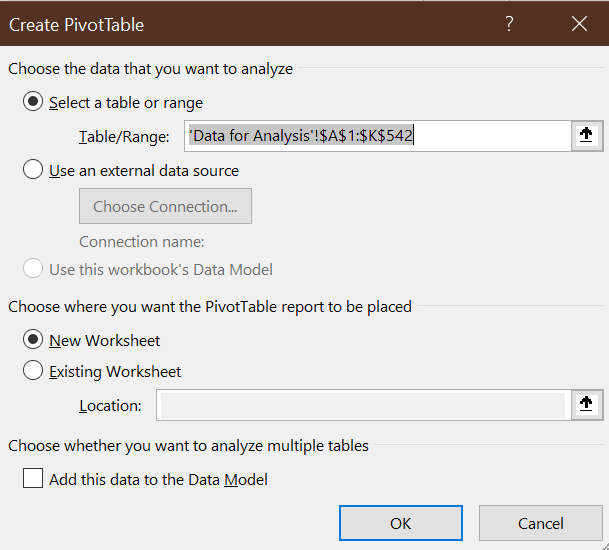 Create PivotTable ?
Choose the data that you want to analyze
Select a table or range
Table/Range: 'Data for Analysis'!$A$1:$K$542
Use an external data source
Choose Connection...
Connection name:
Use this workbook's Data Model
Choose where you want the PivotTable report to be placed
New Worksheet
Existing Worksheet
Location:
Choose whether you want to analyze multiple tables
Add this data to the Data Model
OK Cancel